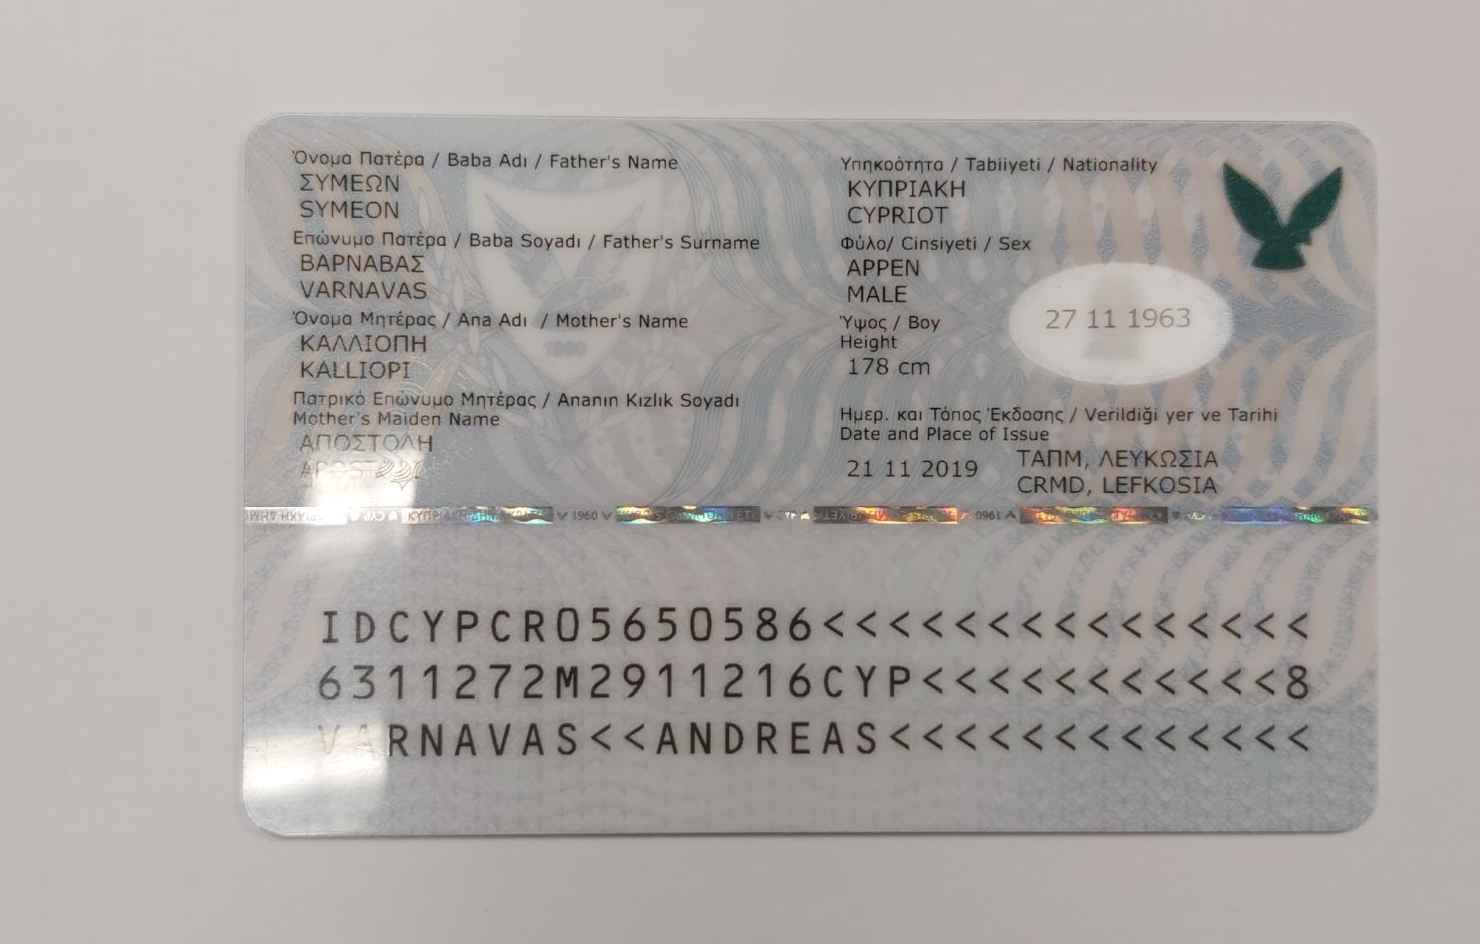 Όνομα Πατέρα / Baba Adı / Father's Name
ΣΥΜΕΩΝ
SYMEON
Επώνυμο Πατέρα / Baba Soyadı / Father's Surname
ΒΑΡΝΑΒΑΣ
VARNAVAS
Όνομα Μητέρας / Ana Adı / Mother's Name
ΚΑΛΛΙΟΠΗ
KALLIOPI
Πατρικό Επώνυμο Μητέρας / Ananın Kızlık Soyadı
Mother's Maiden Name
ΑΠΟΣΤΟΛΗ
Υπηκοότητα / Tabiiyeti / Nationality
ΚΥΠΡΙΑΚΗ
CYPRIOT
Φύλο/ Cinsiyeti / Sex
ΑΡΡΕΝ
MALE
Ύψος / Boy
Height
178 cm
27 11 1963
Ημερ. και Τόπος Έκδοσης / Verildiği yer ve Tarihi
Date and Place of Issue
21 11 2019
ΤΑΠΜ, ΛΕΥΚΩΣΙΑ
CRMD, LEFKOSIA
1960
IDCYPCR05650586<<<<<<<<<<<<<<<
6311272M2911216CYP<<<<<<<<<<<8
VARNAVAS<<ANDREAS<<<<<<<<<<<<<